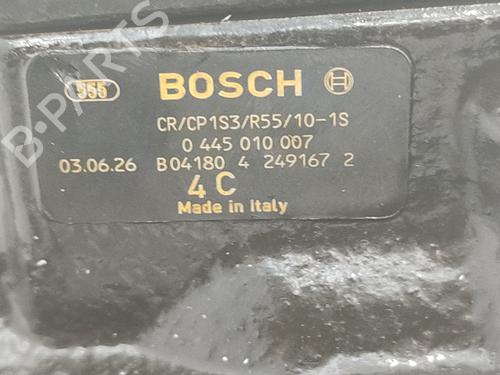 555 BOSCH
CR/CP1S3/R55/10-1S
0 445 010 007
03.06.26 B04180 4 249167 2
4 C
Made in Italy
B-PARTS